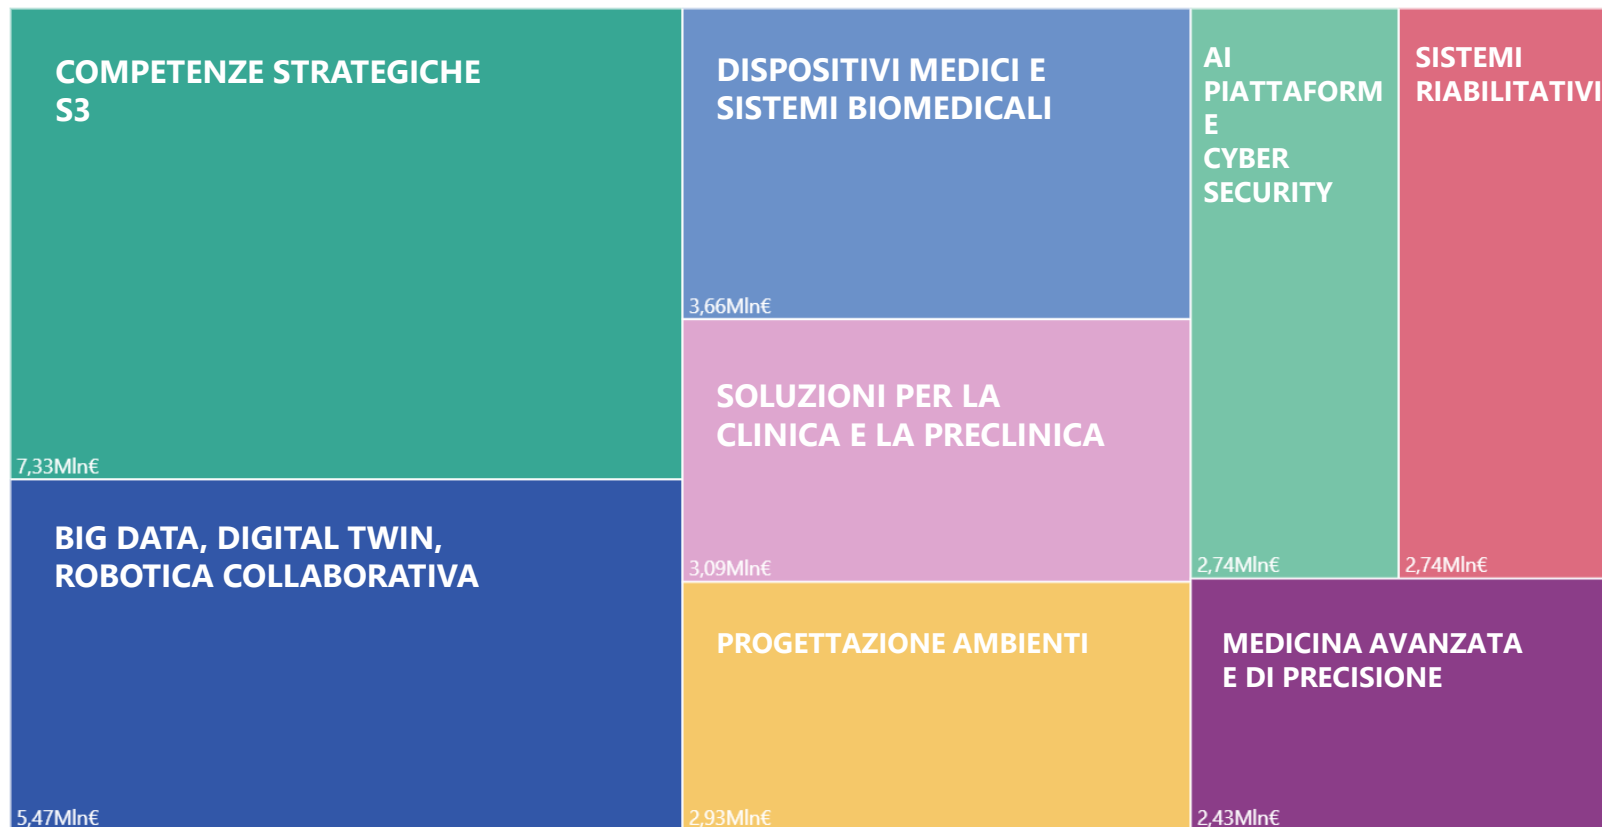 COMPETENZE STRATEGICHE
S3
7,33Mln€
BIG DATA, DIGITAL TWIN,
ROBOTICA COLLABORATIVA
5,47Mln€
DISPOSITIVI MEDICI E
SISTEMI BIOMEDICALI
3,66Mln€
SOLUZIONI PER LA
CLINICA E LA PRECLINICA
3,09Mln€
PROGETTAZIONE AMBIENTI
2,93Mln€
AI
PIATTAFORM
E
CYBER
SECURITY
2,74Mln€
SISTEMI
RIABILITATIVI
2,74Mln€
MEDICINA AVANZATA
E DI PRECISIONE
2,43Mln€